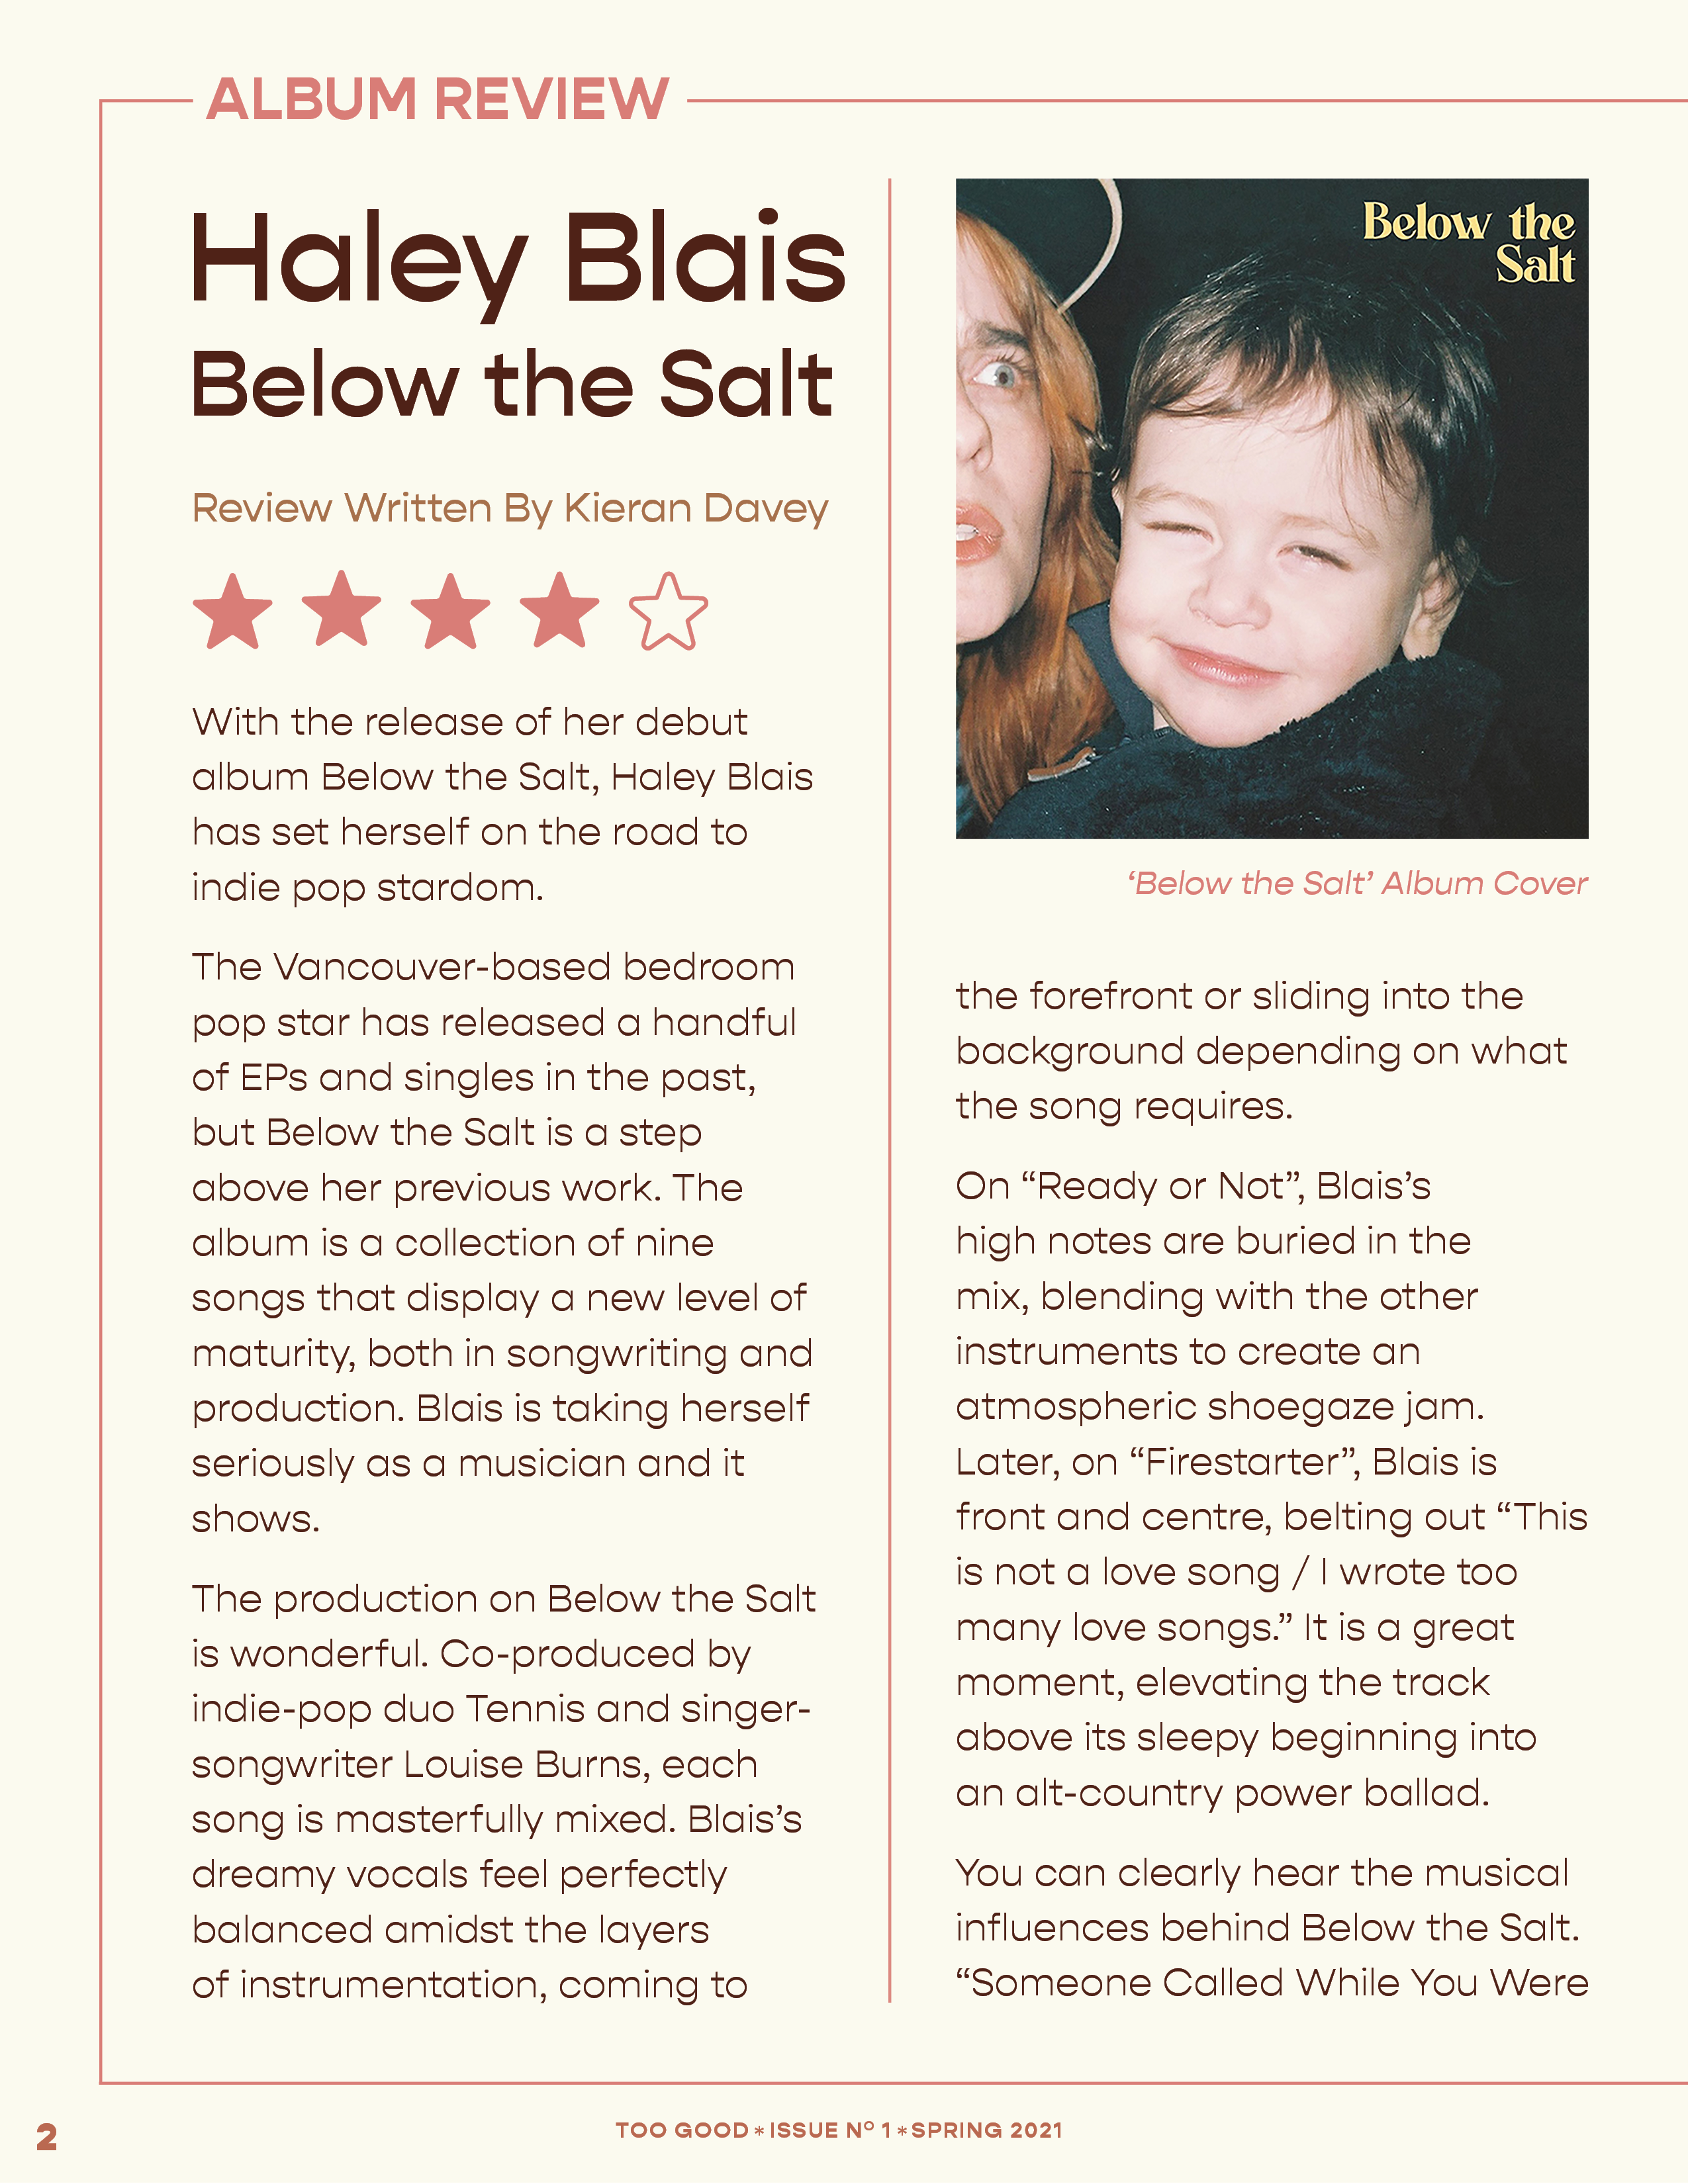 ALBUM REVIEW
Haley Blais
Below the Salt
Review Written By Kieran Davey
With the release of her debut
album Below the Salt, Haley Blais
has set herself on the road to
indie pop stardom.
The Vancouver-based bedroom
pop star has released a handful
of EPs and singles in the past,
but Below the Salt is a step
above her previous work. The
album is a collection of nine
songs that display a new level of
maturity, both in songwriting and
production. Blais is taking herself
seriously as a musician and it
shows.
The production on Below the Salt
is wonderful. Co-produced by
indie-pop duo Tennis and singer-
songwriter Louise Burns, each
song is masterfully mixed. Blais’s
dreamy vocals feel perfectly
balanced amidst the layers
of instrumentation, coming to
Below the
Salt
‘Below the Salt’ Album Cover
the forefront or sliding into the
background depending on what
the song requires.
On “Ready or Not”, Blais’s
high notes are buried in the
mix, blending with the other
instruments to create an
atmospheric shoegaze jam.
Later, on “Firestarter”, Blais is
front and centre, belting out “This
is not a love song / I wrote too
many love songs.” It is a great
moment, elevating the track
above its sleepy beginning into
an alt-country power ballad.
You can clearly hear the musical
influences behind Below the Salt.
“Someone Called While You Were
2
TOO GOOD * ISSUE Nº 1 * SPRING 2021